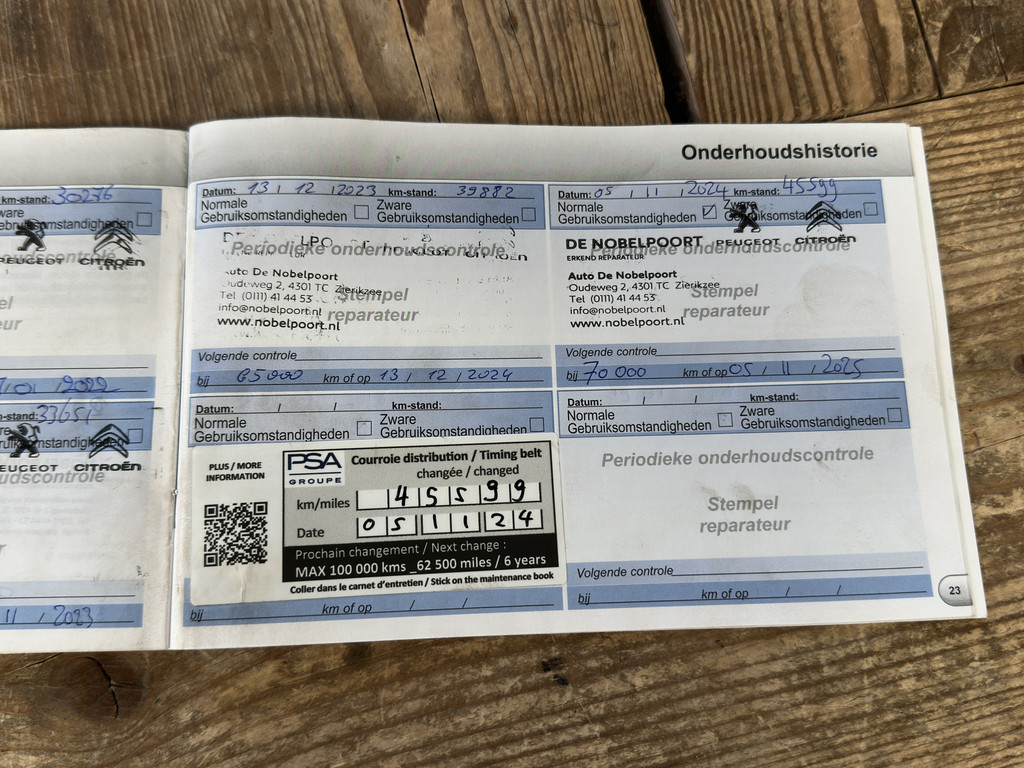 Onderhoudshistorie
km-stand: 30276
Zware
Gebruiksomstandigheden
PEUGEOT CITROËN
/01/2022
-stand: 33651
PEUGEOT CITROËN
11/2023
Datum: 13/12/2023 km-stand: 39882
Normale
Gebruiksomstandigheden
Zware
Gebruiksomstandigheden
Periodieke onderhoudscontrole
Auto De Nobelpoort
Oudeweg 2, 4301 TC Zierikzee
Tel (0111) 41 44 53
info@nobelpoort.nl
www.nobelpoort.nl
Stempel
reparateur
Volgende controle
bij 65000 km of op 13/12/2024
Datum: 05/11/2024 km-stand: 45599
Normale
Gebruiksomstandigheden
Zware
Gebruiksomstandigheden
DE NOBELPOORT PEUGEOT CITROËN
ERKEND REPARATEUR
Periodieke onderhoudscontrole
Auto De Nobelpoort
Oudeweg 2, 4301 TC Zierikzee
Tel (0111) 41 44 53
info@nobelpoort.nl
www.nobelpoort.nl
Stempel
reparateur
Volgende controle
bij 70 000 km of op 05/11/2025
Datum: / / km-stand:
Normale
Gebruiksomstandigheden
Zware
Gebruiksomstandigheden
PLUS / MORE
INFORMATION
PSA
GROUPE
Courroie distribution / Timing belt
changée / changed
km/miles 45599
Date 051124
Prochain changement / Next change :
MAX 100 000 kms _62 500 miles / 6 years
Coller dans le carnet d'entretien / Stick on the maintenance book
bij km of op / /
Datum: / / km-stand:
Normale
Gebruiksomstandigheden
Zware
Gebruiksomstandigheden
Periodieke onderhoudscontrole
Stempel
reparateur
Volgende controle
bij km of op / /
23